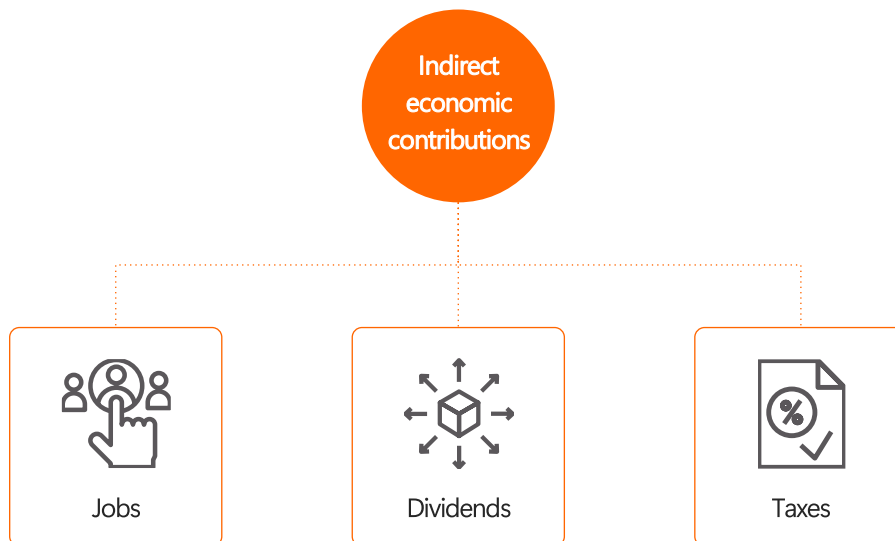 Indirect
economic
contributions
Jobs
Dividends
Taxes